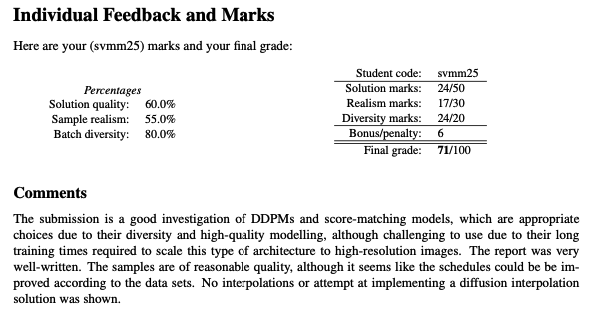 Individual Feedback and Marks
Here are your (svmm25) marks and your final grade:
Percentages
Solution quality: 60.0%
Sample realism: 55.0%
Batch diversity: 80.0%
Student code: svmm25
Solution marks: 24/50
Realism marks: 17/30
Diversity marks: 24/20
Bonus/penalty: 6
Final grade: 71/100
Comments
The submission is a good investigation of DDPMs and score-matching models, which are appropriate
choices due to their diversity and high-quality modelling, although challenging to use due to their long
training times required to scale this type of architecture to high-resolution images. The report was very
well-written. The samples are of reasonable quality, although it seems like the schedules could be be im-
proved according to the data sets. No interpolations or attempt at implementing a diffusion interpolation
solution was shown.